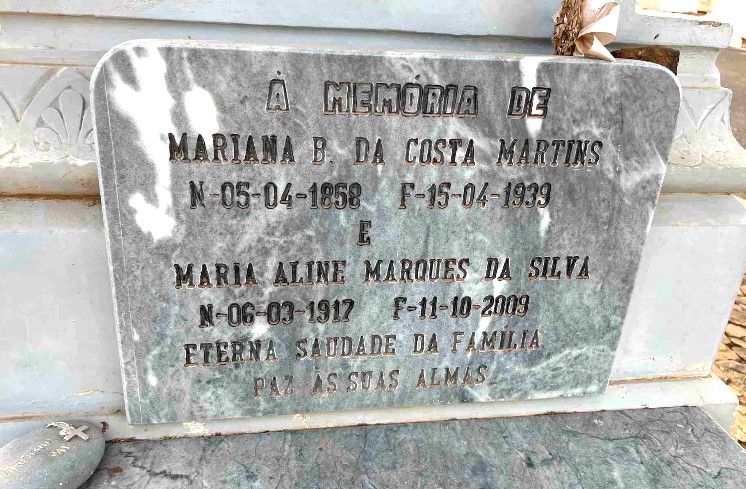 À MEMÓRIA DE
MARIANA B. DA COSTA MARTINS
N-05-04-1858 F-15-04-1939
E
MARIA ALINE MARQUES DA SILVA
N-06-03-1917 F-11-10-2009
ETERNA SAUDADE DA FAMÍLIA
PAZ ÀS SUAS ALMAS